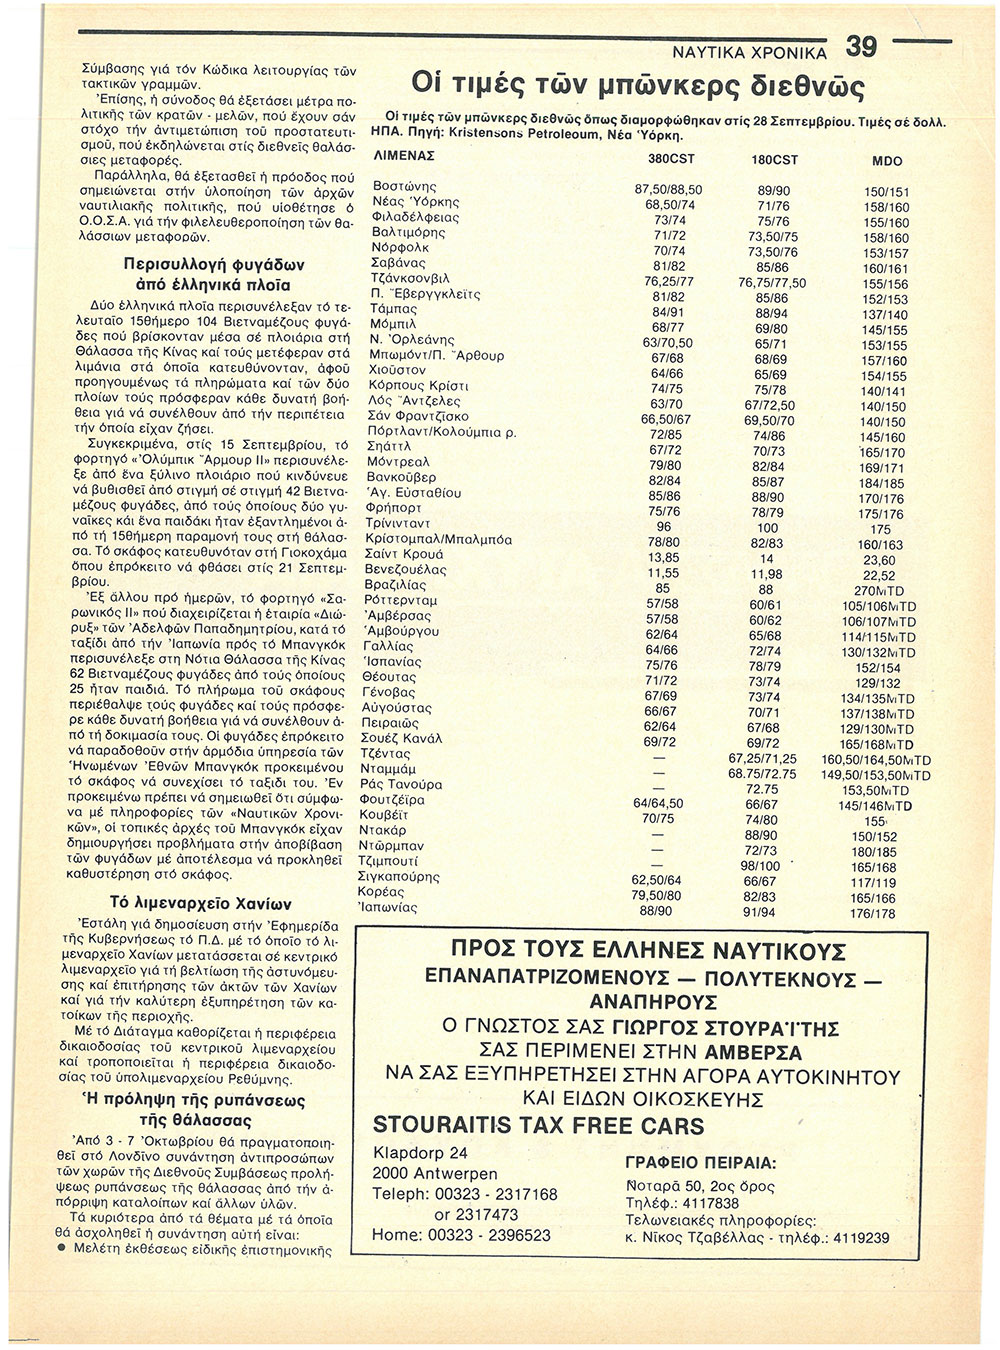 ΝΑΥΤΙΚΑ ΧΡΟΝΙΚΑ 39
Σύμβασης γιά τόν Κώδικα λειτουργίας τῶν
τακτικῶν γραμμῶν.
Ἐπίσης, ἡ σύνοδος θά ἐξετάσει μέτρα πο-
λιτικῆς τῶν κρατῶν - μελῶν, πού ἔχουν σάν
στόχο τήν ἀντιμετώπιση τοῦ προστατευτι-
σμοῦ, πού ἐκδηλώνεται στίς διεθνεῖς θαλάσ-
σιες μεταφορές.
Παράλληλα, θά ἐξετασθεῖ ἡ πρόοδος πού
σημειώνεται στήν ὑλοποίηση τῶν ἀρχῶν
ναυτιλιακῆς πολιτικῆς, πού υἱοθέτησε ὁ
Ο.Ο.Σ.Α. γιά τήν φιλελευθεροποίηση τῶν θα-
λάσσιων μεταφορῶν.
Περισυλλογή φυγάδων
ἀπό ἑλληνικά πλοῖα
Δύο ἑλληνικά πλοῖα περισυνέλεξαν τό τε-
λευταῖο 15θήμερο 104 Βιετναμέζους φυγά-
δες πού βρίσκονταν μέσα σέ πλοιάρια στή
Θάλασσα τῆς Κίνας καί τούς μετέφεραν στά
λιμάνια στά ὁποῖα κατευθύνονταν, ἀφοῦ
προηγουμένως τά πληρώματα καί τῶν δύο
πλοίων τούς πρόσφεραν κάθε δυνατή βοή-
θεια γιά νά συνέλθουν ἀπό τήν περιπέτεια
τήν ὁποία εἶχαν ζήσει.
Συγκεκριμένα, στίς 15 Σεπτεμβρίου, τό
φορτηγό «Ὀλύμπικ Ἄρμουρ ΙΙ» περισυνέλε-
ξε ἀπό ἕνα ξύλινο πλοιάριο πού κινδύνευε
νά βυθισθεῖ ἀπό στιγμή σέ στιγμή 42 Βιετνα-
μέζους φυγάδες, ἀπό τούς ὁποίους δύο γυ-
ναῖκες κάι ἕνα παιδάκι ἦταν ἐξαντλημένοι ἀ-
πό τή 15θήμερη παραμονή τους στή θάλασ-
σα. Τό σκάφος κατευθυνόταν στή Γιοκοχάμα
ὅπου ἐπρόκειτο νά φθάσει στίς 21 Σεπτεμ-
βρίου.
Ἐξ ἄλλου πρό ἡμερῶν, τό φορτηγό «Σα-
ρωνικός ΙΙ» πού διαχειρίζεται ἡ ἑταιρία «Διώ-
ρυξ» τῶν Ἀδελφῶν Παπαδημητρίου, κατά τό
ταξίδι ἀπό τήν Ἰαπωνία πρός τό Μπανγκόκ
περισυνέλεξε στη Νότια Θάλασσα τῆς Κίνας
62 Βιετναμέζους φυγάδες ἀπό τούς ὁποίους
25 ἦταν παιδιά. Τό πλήρωμα τοῦ σκάφους
περιέθαλψε τούς φυγάδες καί τούς πρόσφε-
ρε κάθε δυνατή βοήθεια γιά νά συνέλθουν ἀ-
πό τή δοκιμασία τους. Οἱ φυγάδες ἐπρόκειτο
νά παραδοθοῦν στήν ἁρμόδια ὑπηρεσία τῶν
Ἡνωμένων Ἐθνῶν Μπανγκόκ προκειμένου
τό σκάφος νά συνεχίσει τό ταξίδι του. Ἐν
προκειμένω πρέπει νά σημειωθεῖ ὅτι σύμφω-
να μέ πληροφορίες τῶν «Ναυτικῶν Χρονι-
κῶν», οἱ τοπικές ἀρχές τοῦ Μπανγκόκ εἶχαν
δημιουργήσει προβλήματα στήν ἀποβίβαση
τῶν φυγάδων μέ ἀποτέλεσμα νά προκληθεῖ
καθυστέρηση στό σκάφος.
Τό λιμεναρχεῖο Χανίων
Ἐστάλη γιά δημοσίευση στήν Ἐφημερίδα
τῆς Κυβερνήσεως τό Π.Δ. μέ τό ὁποῖο τό λι-
μεναρχεῖο Χανίων μετατάσσεται σέ κεντρικό
λιμεναρχεῖο γιά τή βελτίωση τῆς ἀστυνόμευ-
σης καί ἐπιτήρησης τῶν ἀκτῶν τῶν Χανίων
καί γιά τήν καλύτερη ἐξυπηρέτηση τῶν κα-
τοίκων τῆς περιοχῆς.
Μέ τό Διάταγμα καθορίζεται ἡ περιφέρεια
δικαιοδοσίας τοῦ κεντρικοῦ λιμεναρχείου
καί τροποποιεῖται ἡ περιφέρεια δικαιοδο-
σίας τοῦ ὑπολιμεναρχείου Ρεθύμνης.
Ἡ πρόληψη τῆς ρυπάνσεως
τῆς θάλασσας
Ἀπό 3 - 7 Ὀκτωβρίου θά πραγματοποιη-
θεῖ στό Λονδῖνο συνάντηση ἀντιπροσώπων
τῶν χωρῶν τῆς Διεθνοῦς Συμβάσεως προλή-
ψεως ρυπάνσεως τῆς θάλασσας ἀπό τήν ἀ-
πόρριψη καταλοίπων καί ἄλλων ὑλῶν.
Τά κυριότερα ἀπό τά θέματα μέ τά ὁποῖα
θά ἀσχοληθεῖ ἡ συνάντηση αὐτή εἶναι:
● Μελέτη ἐκθέσεως εἰδικῆς ἐπιστημονικῆς
Οἱ τιμές τῶν μπῶνκερς διεθνῶς
Οἱ τιμές τῶν μπῶνκερς διεθνῶς ὅπως διαμορφώθηκαν στίς 28 Σεπτεμβρίου. Τιμές σέ δολλ.
ΗΠΑ. Πηγή: Kristensons Petroleoum, Νέα Ὑόρκη.
ΛΙΜΕΝΑΣ 380CST 180CST MDO
Βοστώνης 87,50/88,50 89/90 150/151
Νέας Ὑόρκης 68,50/74 71/76 158/160
Φιλαδέλφειας 73/74 75/76 155/160
Βαλτιμόρης 71/72 73,50/75 158/160
Νόρφολκ 70/74 73,50/76 153/157
Σαβάνας 81/82 85/86 160/161
Τζάνκσονβιλ 76,25/77 76,75/77,50 155/156
Π. Ἔβεργγκλεϊτς 81/82 85/86 152/153
Τάμπας 84/91 88/94 137/140
Μόμπιλ 68/77 69/80 145/155
Ν. Ὀρλεάνης 63/70,50 65/71 153/155
Μπωμόντ/Π. Ἄρθουρ 67/68 68/69 157/160
Χιοῦστον 64/66 65/69 154/155
Κόρπους Κρίστι 74/75 75/78 140/141
Λός Ἄντζελες 63/70 67/72,50 140/150
Σάν Φραντζῖσκο 66,50/67 69,50/70 140/150
Πόρτλαντ/Κολούμπια ρ. 72/85 74/86 145/160
Σηάττλ 67/72 70/73 165/170
Μόντρεαλ 79/80 82/84 169/171
Βανκοῦβερ 82/84 85/87 184/185
Ἁγ. Εὐσταθίου 85/86 88/90 170/176
Φρήπορτ 75/76 78/79 175/176
Τρίνινταντ 96 100 175
Κρίστομπαλ/Μπαλμπόα 78/80 82/83 160/163
Σαίντ Κρουά 13,85 14 23,60
Βενεζουέλας 11,55 11,98 22,52
Βραζιλίας 85 88 270MTD
Ρόττερνταμ 57/58 60/61 105/106MTD
Ἀμβέρσας 57/58 60/62 106/107MTD
Ἁμβούργου 62/64 65/68 114/115MTD
Γαλλίας 64/66 72/74 130/132MTD
Ἱσπανίας 75/76 78/79 152/154
Θέουτας 71/72 73/74 129/132
Γένοβας 67/69 73/74 134/135MTD
Αὐγούστας 66/67 70/71 137/138MTD
Πειραιῶς 62/64 67/68 129/130MTD
Σουέζ Κανάλ 69/72 69/72 165/168MTD
Τζέντας — 67,25/71,25 160,50/164,50MTD
Νταμμάμ — 68.75/72.75 149,50/153,50MTD
Ράς Τανούρα — 72.75 153,50MTD
Φουτζέϊρα 64/64,50 66/67 145/146MTD
Κουβέϊτ 70/75 74/80 155
Ντακάρ — 88/90 150/152
Ντῶρμπαν — 72/73 180/185
Τζιμπουτί — 98/100 165/168
Σιγκαπούρης 62,50/64 66/67 117/119
Κορέας 79,50/80 82/83 165/166
Ἰαπωνίας 88/90 91/94 176/178
ΠΡΟΣ ΤΟΥΣ ΕΛΛΗΝΕΣ ΝΑΥΤΙΚΟΥΣ
ΕΠΑΝΑΠΑΤΡΙΖΟΜΕΝΟΥΣ — ΠΟΛΥΤΕΚΝΟΥΣ —
ΑΝΑΠΗΡΟΥΣ
Ο ΓΝΩΣΤΟΣ ΣΑΣ ΓΙΩΡΓΟΣ ΣΤΟΥΡΑΪΤΗΣ
ΣΑΣ ΠΕΡΙΜΕΝΕΙ ΣΤΗΝ ΑΜΒΕΡΣΑ
ΝΑ ΣΑΣ ΕΞΥΠΗΡΕΤΗΣΕΙ ΣΤΗΝ ΑΓΟΡΑ ΑΥΤΟΚΙΝΗΤΟΥ
ΚΑΙ ΕΙΔΩΝ ΟΙΚΟΣΚΕΥΗΣ
STOURAITIS TAX FREE CARS
Klapdorp 24
2000 Antwerpen
Teleph: 00323 - 2317168
or 2317473
Home: 00323 - 2396523
ΓΡΑΦΕΙΟ ΠΕΙΡΑΙΑ:
Νοταρᾶ 50, 2ος ὄρος
Τηλέφ.: 4117838
Τελωνειακές πληροφορίες:
κ. Νῖκος Τζαβέλλας - τηλέφ.: 4119239